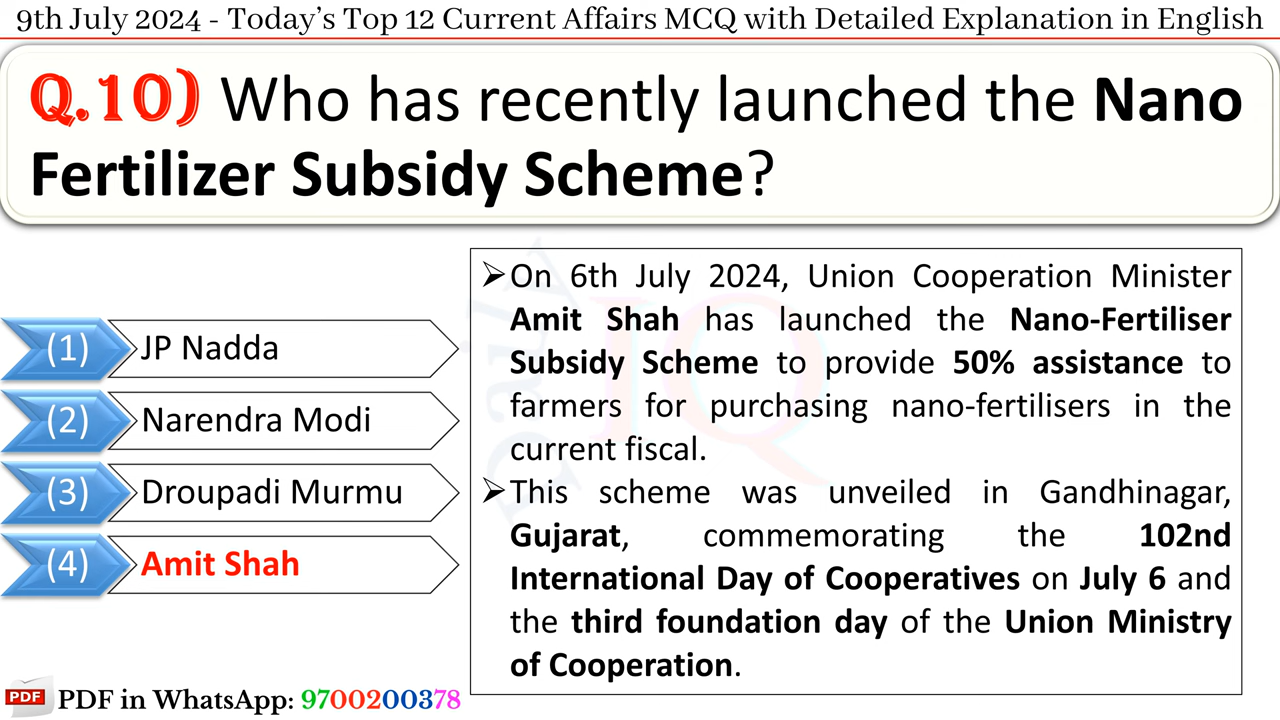 9th July 2024 - Today’s Top 12 Current Affairs MCQ with Detailed Explanation in English
Q.10) Who has recently launched the Nano
Fertilizer Subsidy Scheme?
(1) JP Nadda
(2) Narendra Modi
(3) Droupadi Murmu
(4) Amit Shah
➢On 6th July 2024, Union Cooperation Minister
Amit Shah has launched the Nano-Fertiliser
Subsidy Scheme to provide 50% assistance to
farmers for purchasing nano-fertilisers in the
current fiscal.
➢This scheme was unveiled in Gandhinagar,
Gujarat, commemorating the 102nd
International Day of Cooperatives on July 6 and
the third foundation day of the Union Ministry
of Cooperation.
Daily
IQ
PDF PDF in WhatsApp: 9700200378